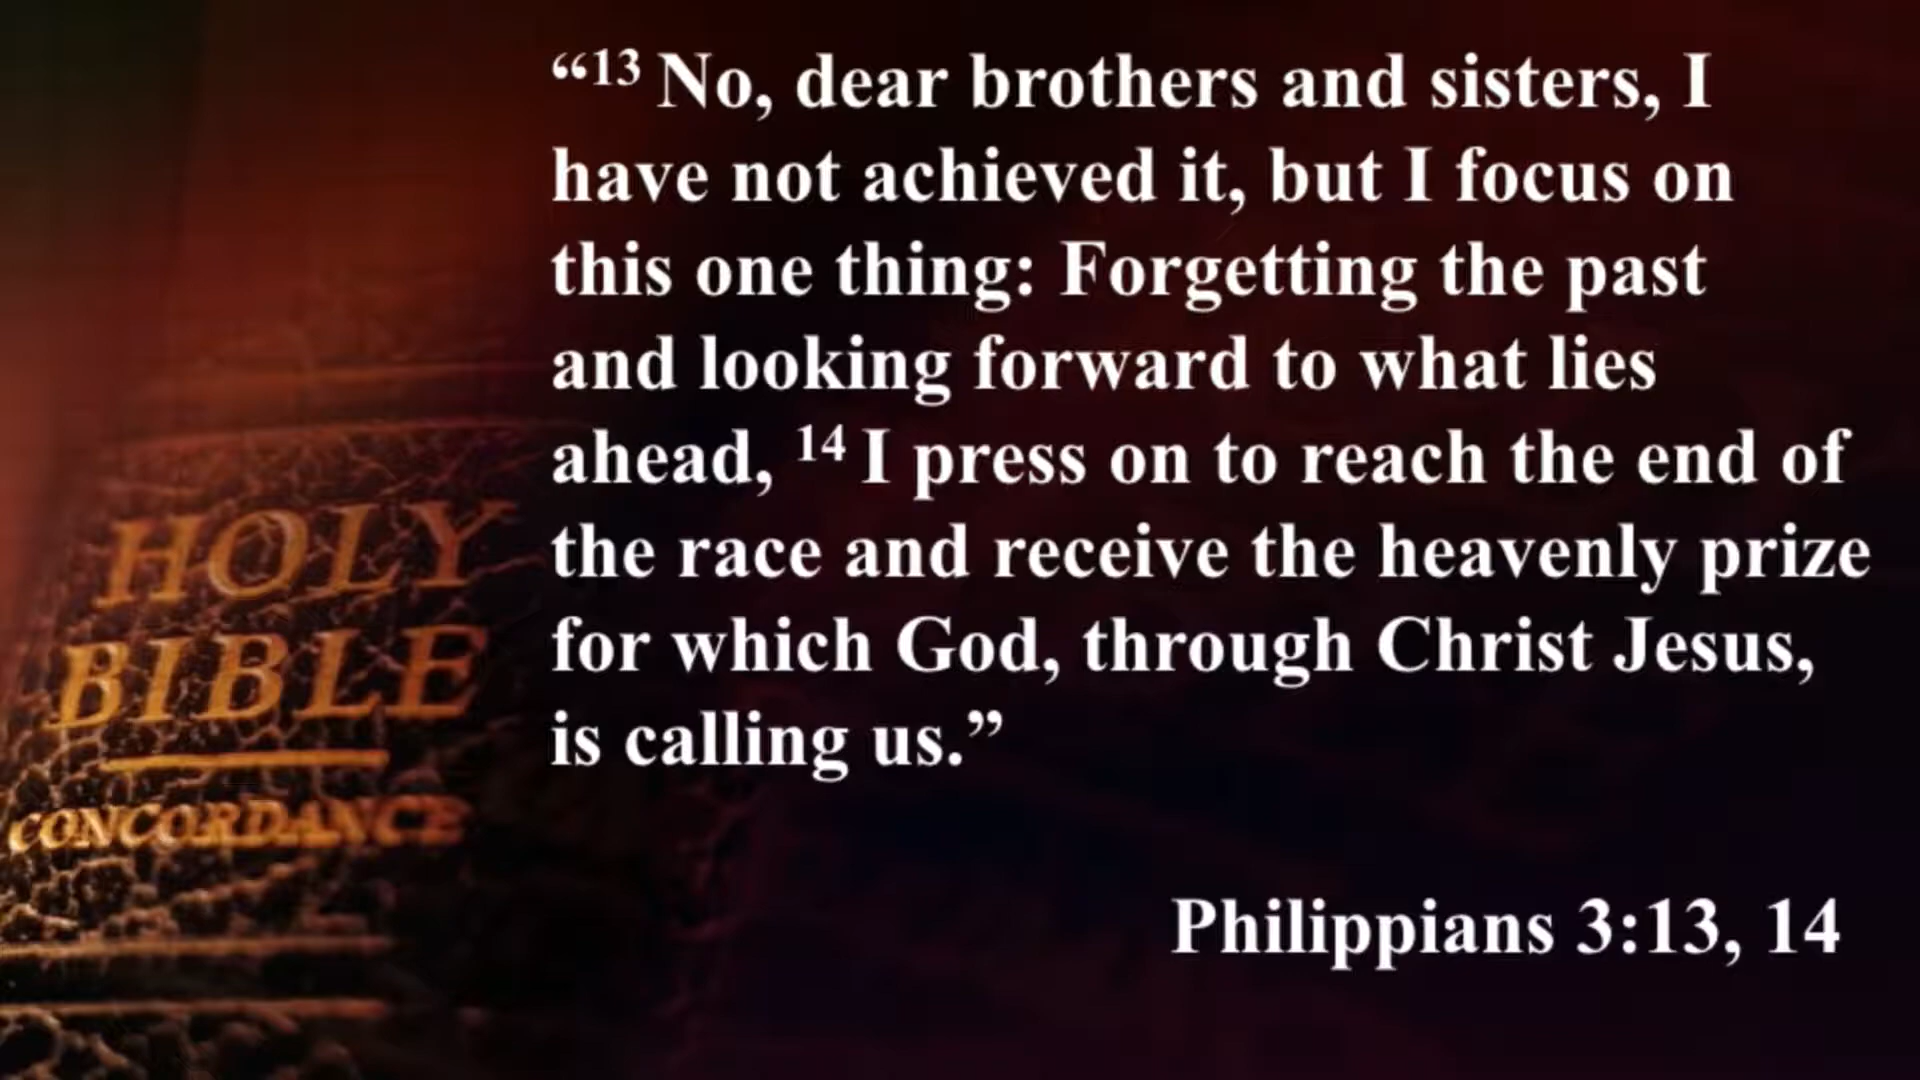 “13 No, dear brothers and sisters, I
have not achieved it, but I focus on
this one thing: Forgetting the past
and looking forward to what lies
ahead, 14 I press on to reach the end of
the race and receive the heavenly prize
for which God, through Christ Jesus,
is calling us.”
Philippians 3:13, 14
HOLY
BIBLE
CONCORDANCE